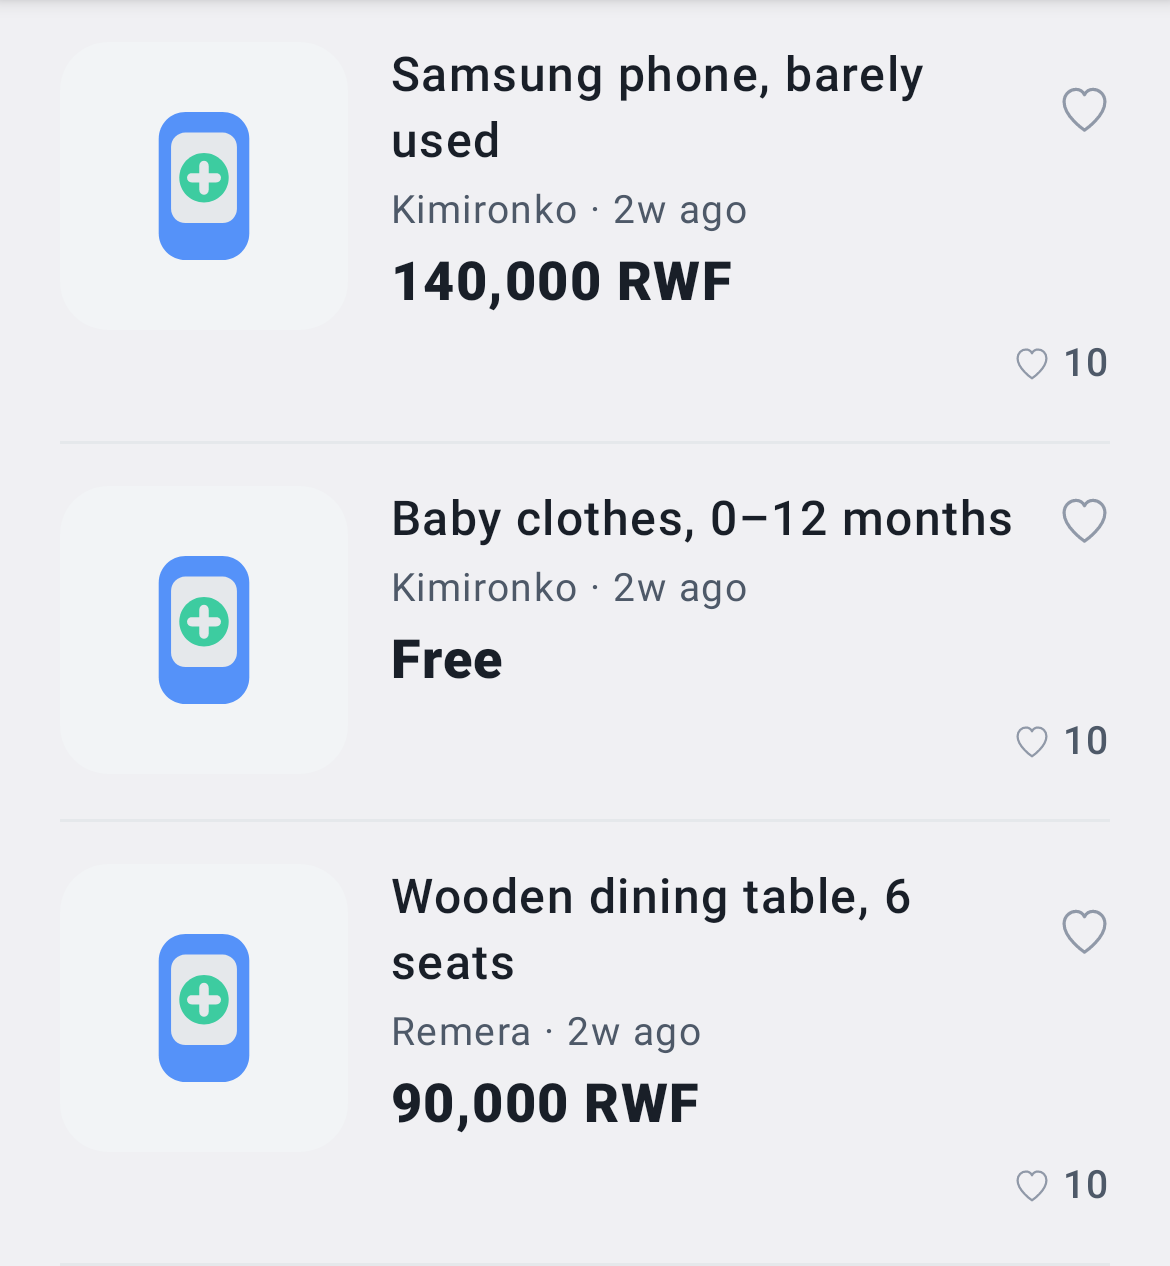 Samsung phone, barely
used
Kimironko · 2w ago
140,000 RWF
10
Baby clothes, 0–12 months
Kimironko · 2w ago
Free
10
Wooden dining table, 6
seats
Remera · 2w ago
90,000 RWF
10